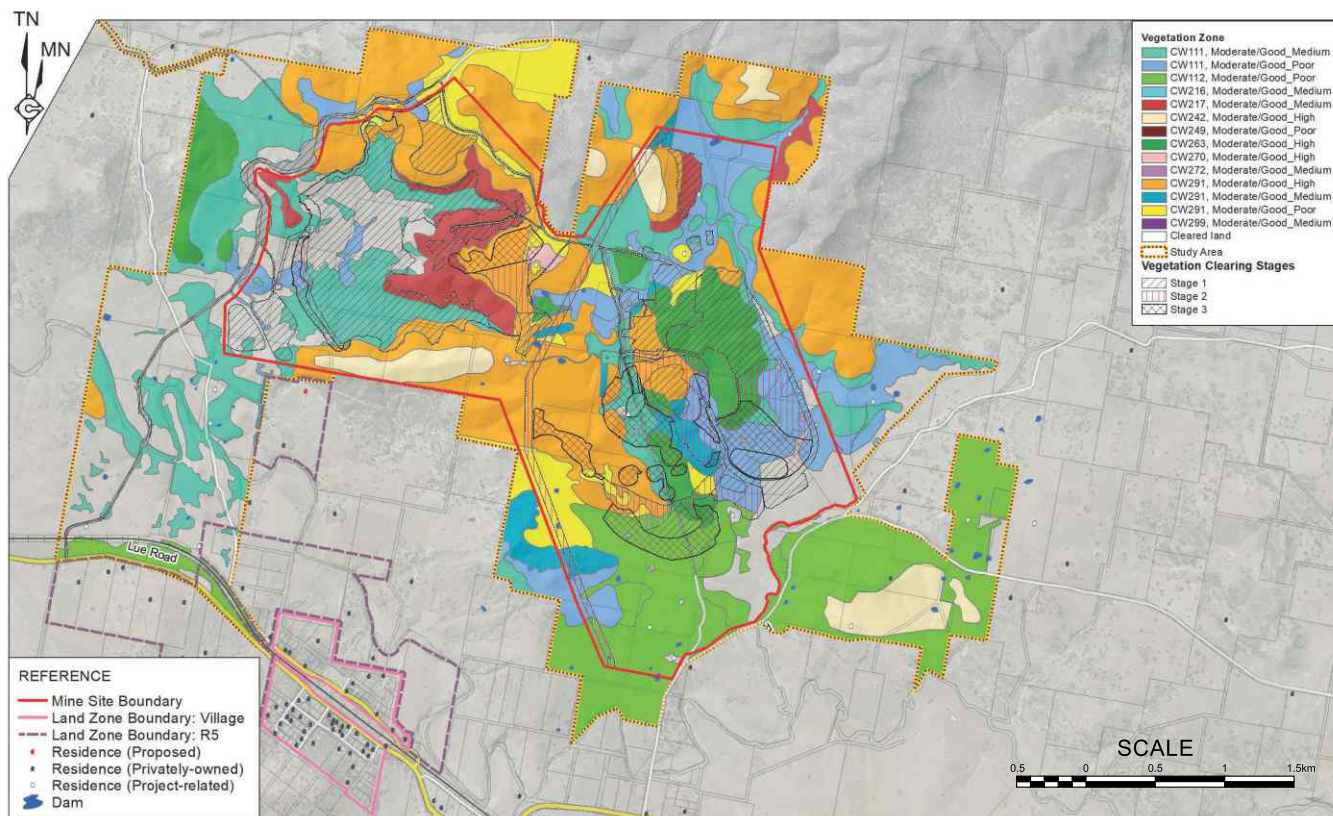 TN
MN
Vegetation Zone
CW111, Moderate/Good_Medium
CW111, Moderate/Good_Poor
CW112, Moderate/Good_Poor
CW216, Moderate/Good_Medium
CW217, Moderate/Good_Medium
CW242, Moderate/Good_High
CW249, Moderate/Good_Poor
CW263, Moderate/Good_High
CW270, Moderate/Good_High
CW272, Moderate/Good_Medium
CW291, Moderate/Good_High
CW291, Moderate/Good_Medium
CW291, Moderate/Good_Poor
CW299, Moderate/Good_Medium
Cleared land
Study Area
Vegetation Clearing Stages
Stage 1
Stage 2
Stage 3
Lue Road
REFERENCE
Mine Site Boundary
Land Zone Boundary: Village
Land Zone Boundary: R5
Residence (Proposed)
Residence (Privately-owned)
Residence (Project-related)
Dam
SCALE
0.5 0 0.5 1 1.5km